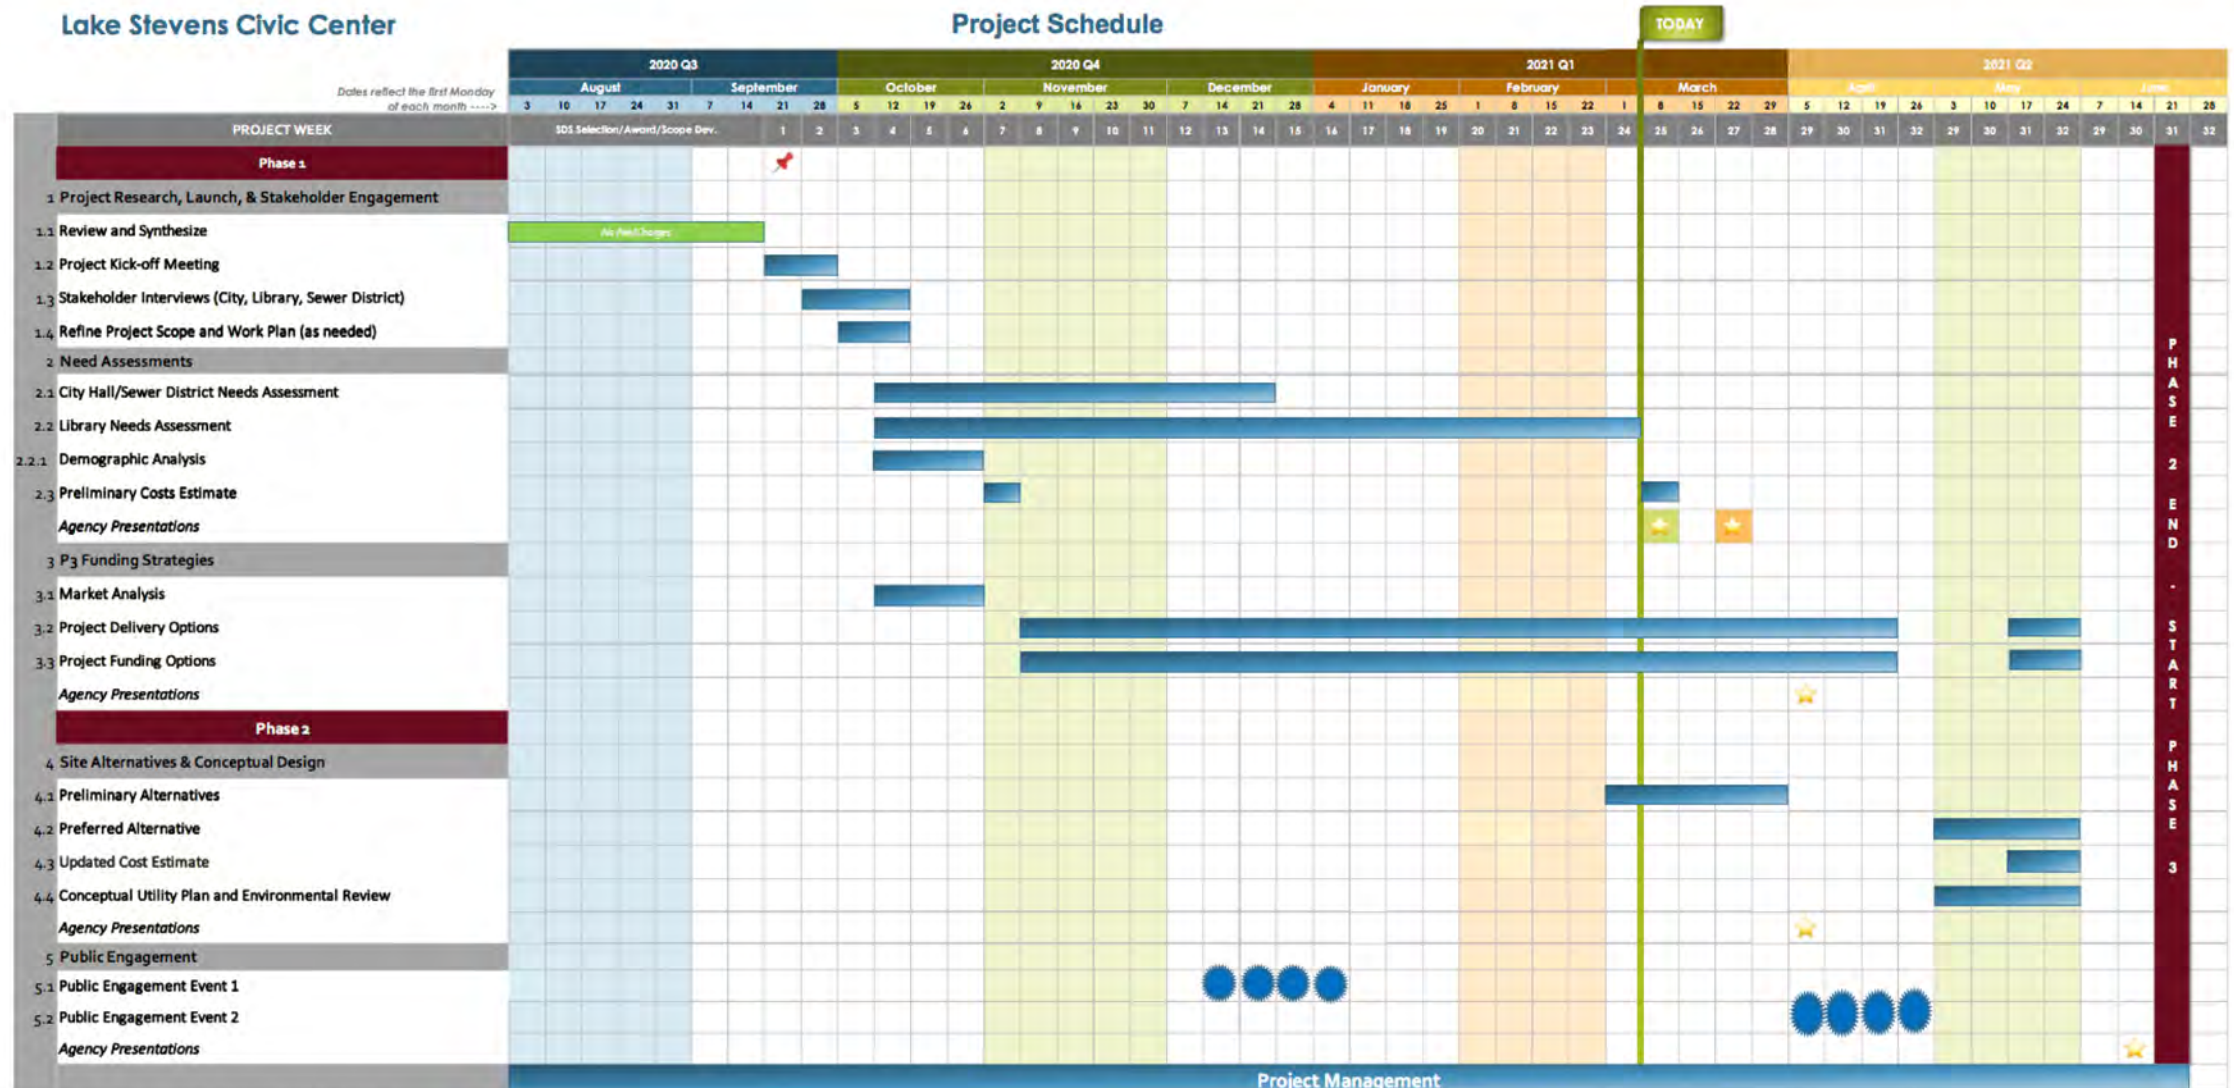 Lake Stevens Civic Center
Project Schedule
TODAY
2020 Q3 2020 Q4 2021 Q1 2021 Q2
Dates reflect the first Monday
of each month ---->
August September October November December January February March April May June
3 10 17 24 31 7 14 21 28 5 12 19 26 2 9 16 23 30 7 14 21 28 4 11 18 25 1 8 15 22 1 8 15 22 29 5 12 19 26 3 10 17 24 7 14 21 28
PROJECT WEEK SDS Selection/Award/Scope Dev. 1 2 3 4 5 6 7 8 9 10 11 12 13 14 15 16 17 18 19 20 21 22 23 24 25 26 27 28 29 30 31 32 29 30 31 32 29 30 31 32
Phase 1
1 Project Research, Launch, & Stakeholder Engagement
1.1 Review and Synthesize
1.2 Project Kick-off Meeting
1.3 Stakeholder Interviews (City, Library, Sewer District)
1.4 Refine Project Scope and Work Plan (as needed)
2 Need Assessments
2.1 City Hall/Sewer District Needs Assessment
2.2 Library Needs Assessment
2.2.1 Demographic Analysis
2.3 Preliminary Costs Estimate
Agency Presentations
3 P3 Funding Strategies
3.1 Market Analysis
3.2 Project Delivery Options
3.3 Project Funding Options
Agency Presentations
Phase 2
4 Site Alternatives & Conceptual Design
4.1 Preliminary Alternatives
4.2 Preferred Alternative
4.3 Updated Cost Estimate
4.4 Conceptual Utility Plan and Environmental Review
Agency Presentations
5 Public Engagement
5.1 Public Engagement Event 1
5.2 Public Engagement Event 2
Agency Presentations
Project Management
PHASE 2 END - START PHASE 3